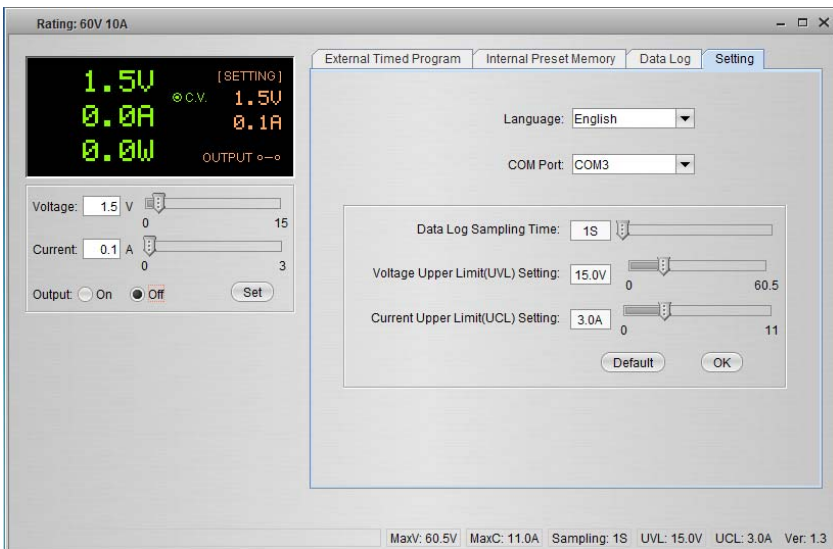 Rating: 60V 10A
1.5V
0.0A
0.0W
C.V.
[SETTING]
1.5V
0.1A
OUTPUT
Voltage: 1.5 V
0 15
Current: 0.1 A
0 3
Output: On Off Set
External Timed Program Internal Preset Memory Data Log Setting
Language: English
COM Port: COM3
Data Log Sampling Time: 1S
Voltage Upper Limit(UVL) Setting: 15.0V
0 60.5
Current Upper Limit(UCL) Setting: 3.0A
0 11
Default OK
MaxV: 60.5V MaxC: 11.0A Sampling: 1S UVL: 15.0V UCL: 3.0A Ver: 1.3